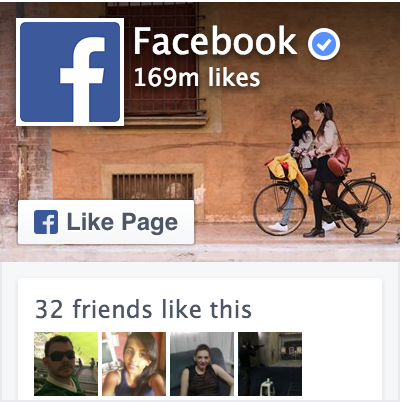 Facebook
169m likes
f
f Like Page
32 friends like this